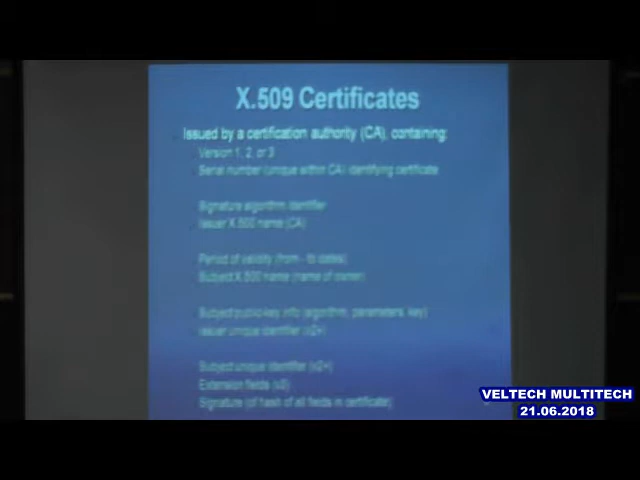 X.509 Certificates
Issued by a certification authority (CA), containing:
Version 1, 2, or 3
Serial number (unique within CA) identifying certificate
Signature algorithm identifier
Issuer X.500 name (CA)
Period of validity (from - to dates)
Subject X.500 name (name of owner)
Subject public-key info (algorithm, parameters, key)
Issuer unique identifier (v2+)
Subject unique identifier (v2+)
Extension fields (v3)
Signature (of hash of all fields in certificate)
VELTECH MULTITECH
21.06.2018